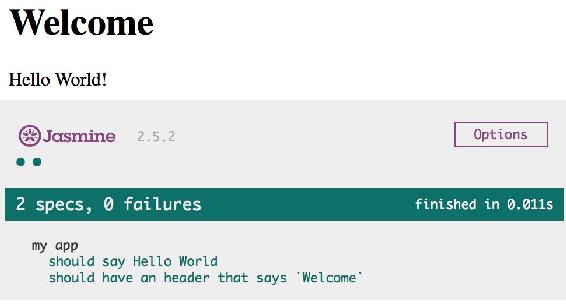 Welcome
Hello World!
Jasmine 2.5.2 Options
2 specs, 0 failures finished in 0.011s
my app
should say Hello World
should have an header that says `Welcome`